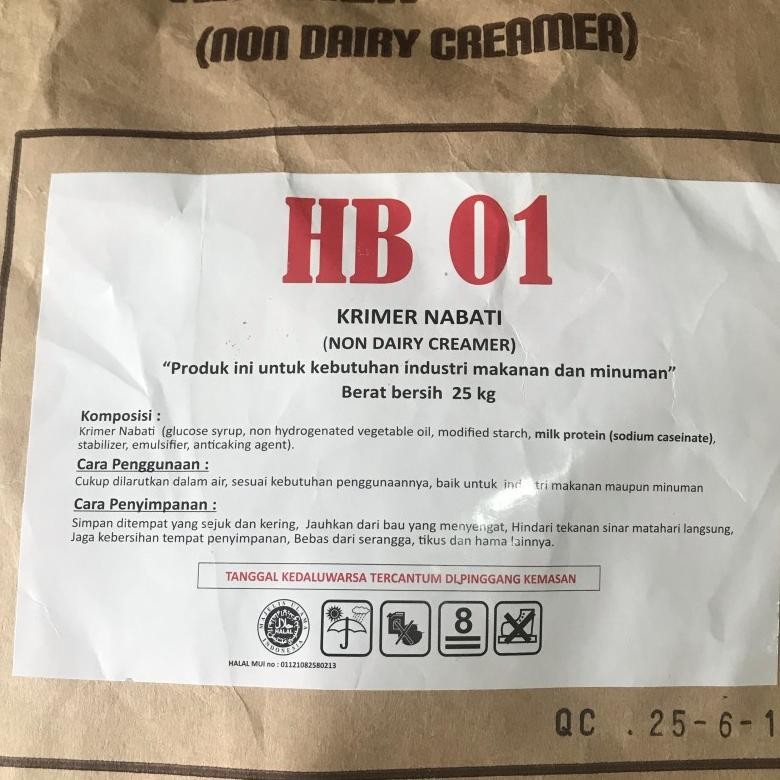 (NON DAIRY CREAMER)
HB 01
KRIMER NABATI
(NON DAIRY CREAMER)
“Produk ini untuk kebutuhan industri makanan dan minuman”
Berat bersih 25 kg
Komposisi :
Krimer Nabati (glucose syrup, non hydrogenated vegetable oil, modified starch, milk protein (sodium caseinate),
stabilizer, emulsifier, anticaking agent).
Cara Penggunaan :
Cukup dilarutkan dalam air, sesuai kebutuhan penggunaannya, baik untuk industri makanan maupun minuman
Cara Penyimpanan :
Simpan ditempat yang sejuk dan kering, Jauhkan dari bau yang menyengat, Hindari tekanan sinar matahari langsung,
Jaga kebersihan tempat penyimpanan, Bebas dari serangga, tikus dan hama lainnya.
TANGGAL KEDALUWARSA TERCANTUM DI PINGGANG KEMASAN
MAJELIS ULAMA INDONESIA
HALAL
8
HALAL MUI no : 01121082580213
QC . 25-6-1